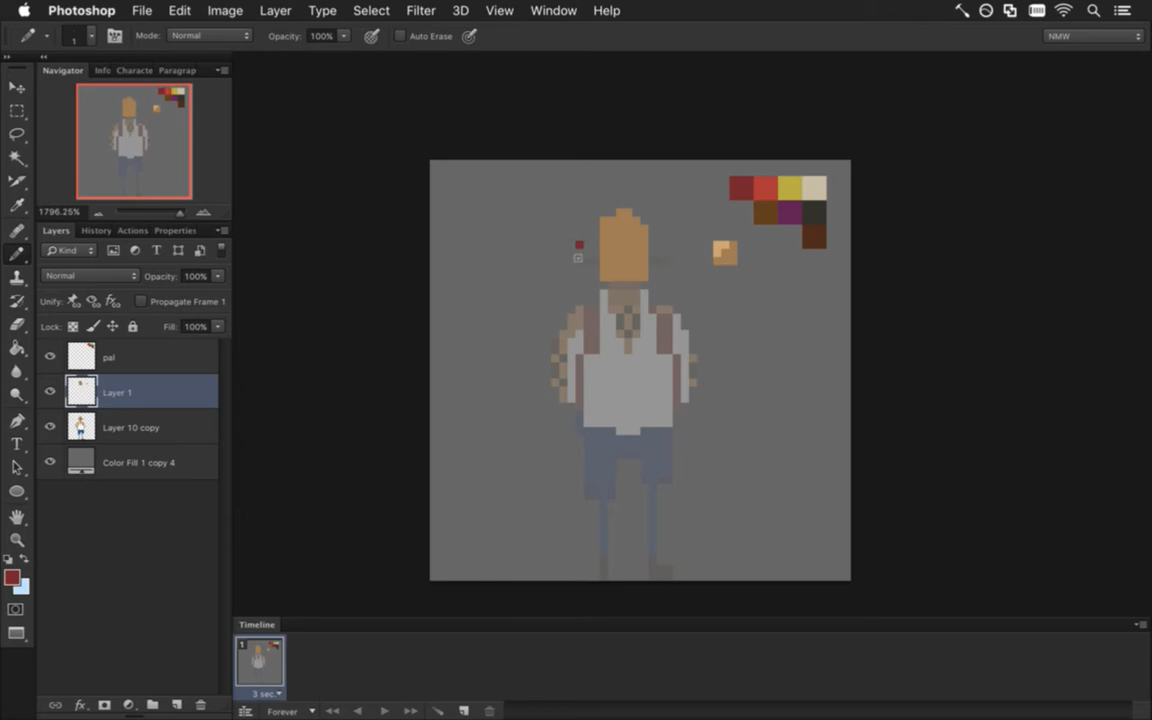 Photoshop File Edit Image Layer Type Select Filter 3D View Window Help
1 Mode: Normal Opacity: 100% Auto Erase NMW
Navigator Info Characte Paragrap
1796.25%
Layers History Actions Properties
Kind
Normal Opacity: 100%
Unify: Propagate Frame 1
Lock: Fill: 100%
pal
Layer 1
Layer 10 copy
Color Fill 1 copy 4
Timeline
1
3 sec.
Forever